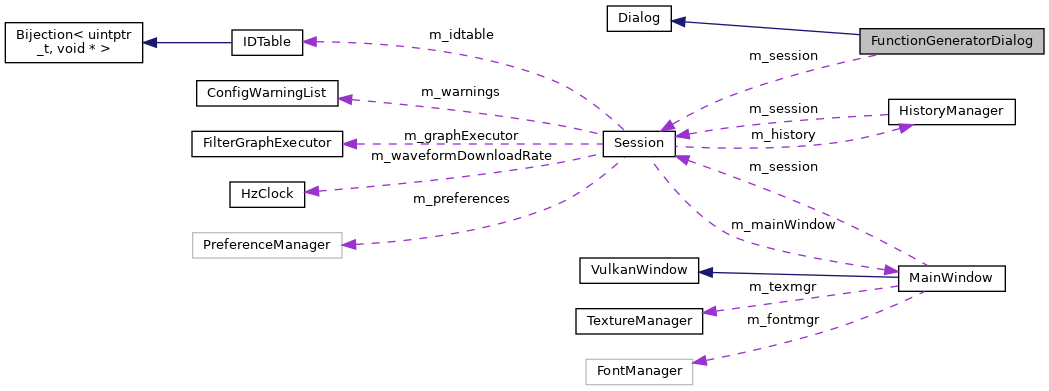 Dialog
FunctionGeneratorDialog
Bijection< uintptr
_t, void * >
IDTable
m_idtable
m_session
ConfigWarningList
m_warnings
m_session
HistoryManager
FilterGraphExecutor
m_graphExecutor
Session
m_history
m_waveformDownloadRate
m_session
HzClock
m_preferences
m_mainWindow
PreferenceManager
VulkanWindow
MainWindow
m_texmgr
TextureManager
m_fontmgr
FontManager